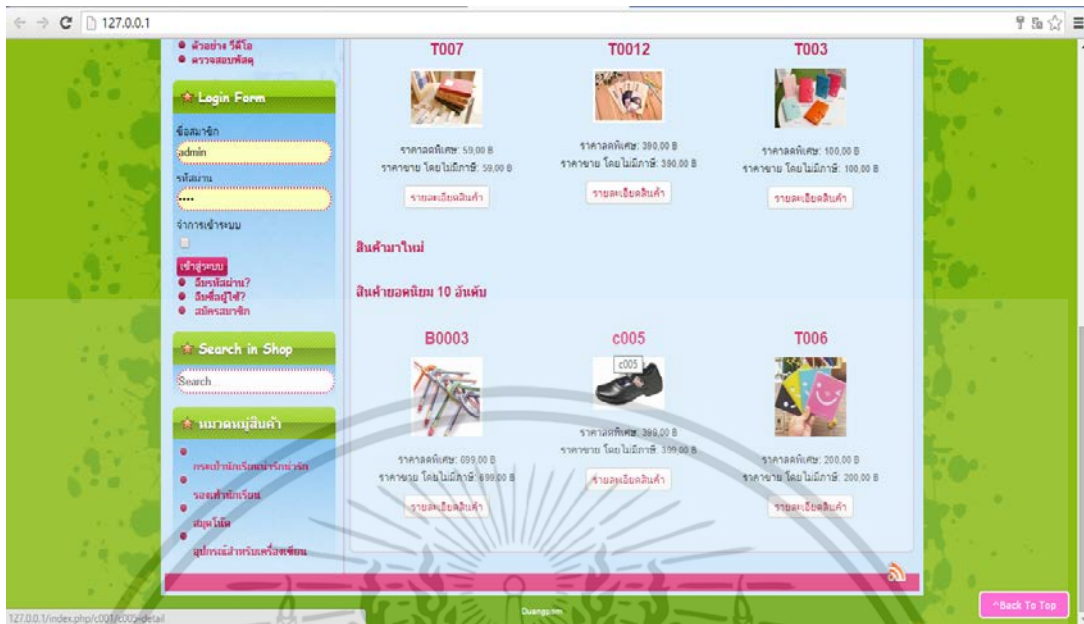 127.0.0.1
ตัวอย่าง วีดีโอ
ตรวจสอบพัสดุ
Login Form
ชื่อสมาชิก
admin
รหัสผ่าน
••••
จำการเข้าระบบ
เข้าสู่ระบบ
ลืมรหัสผ่าน?
ลืมชื่อผู้ใช้?
สมัครสมาชิก
Search in Shop
Search ...
หมวดหมู่สินค้า
กระเป๋านักเรียนน่ารักน่ารัก
รองเท้านักเรียน
สมุดโน๊ต
อุปกรณ์สำหรับเครื่องเขียน
T007
T0012
T003
ราคาลดพิเศษ: 59,00 B
ราคาขาย โดยไม่มีภาษี: 59,00 B
รายละเอียดสินค้า
ราคาลดพิเศษ: 390,00 B
ราคาขาย โดยไม่มีภาษี: 390,00 B
รายละเอียดสินค้า
ราคาลดพิเศษ: 100,00 B
ราคาขาย โดยไม่มีภาษี: 100,00 B
รายละเอียดสินค้า
สินค้ามาใหม่
สินค้ายอดนิยม 10 อันดับ
B0003
c005
T006
c005
ราคาลดพิเศษ: 699,00 B
ราคาขาย โดยไม่มีภาษี: 699,00 B
รายละเอียดสินค้า
ราคาลดพิเศษ: 399,00 B
ราคาขาย โดยไม่มีภาษี: 399,00 B
รายละเอียดสินค้า
ราคาลดพิเศษ: 200,00 B
ราคาขาย โดยไม่มีภาษี: 200,00 B
รายละเอียดสินค้า
^Back To Top
127.0.0.1/index.php/c001/c005-detail